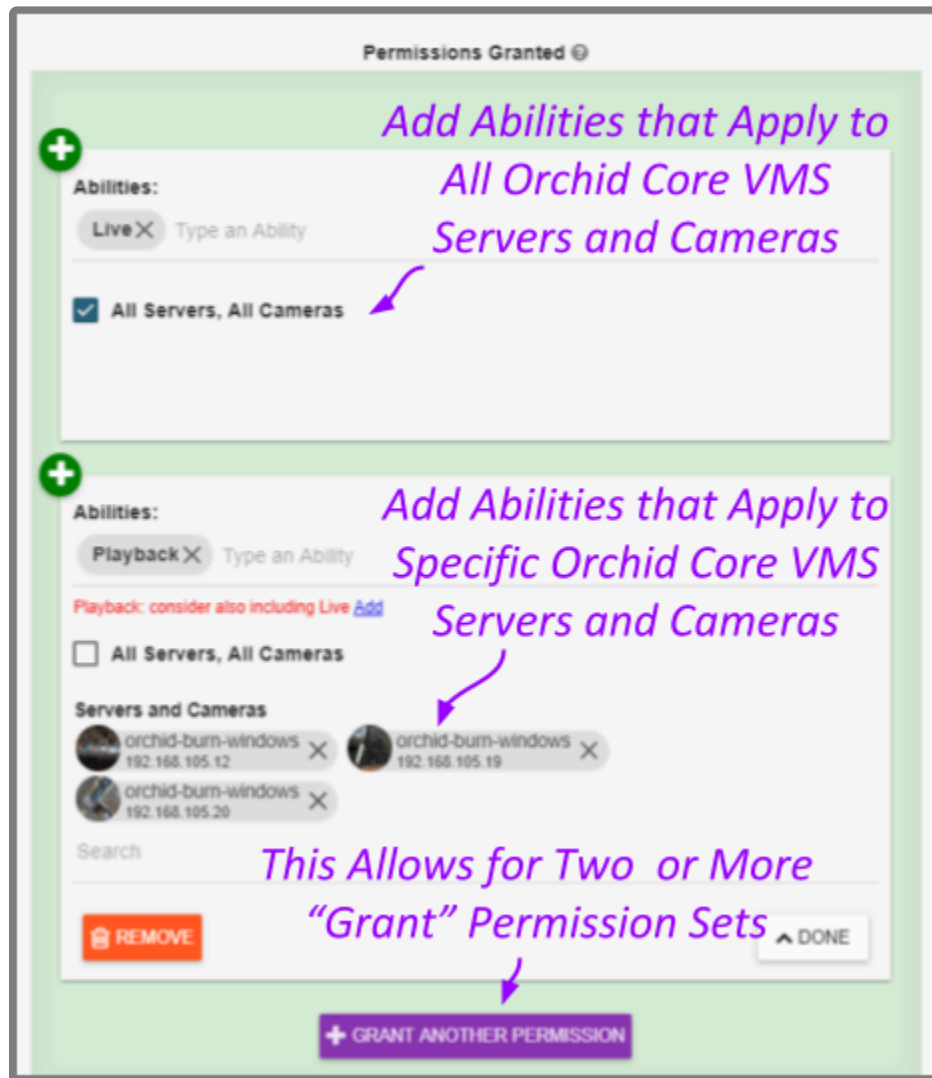 Permissions Granted
Add Abilities that Apply to
All Orchid Core VMS
Servers and Cameras
Abilities:
Live Type an Ability
All Servers, All Cameras
Add Abilities that Apply to
Specific Orchid Core VMS
Servers and Cameras
Abilities:
Playback Type an Ability
Playback: consider also including Live Add
All Servers, All Cameras
Servers and Cameras
orchid-burn-windows orchid-burn-windows
192.168.105.12 192.168.105.19
orchid-burn-windows
192.168.105.20
Search
This Allows for Two or More
“Grant” Permission Sets
REMOVE DONE
GRANT ANOTHER PERMISSION